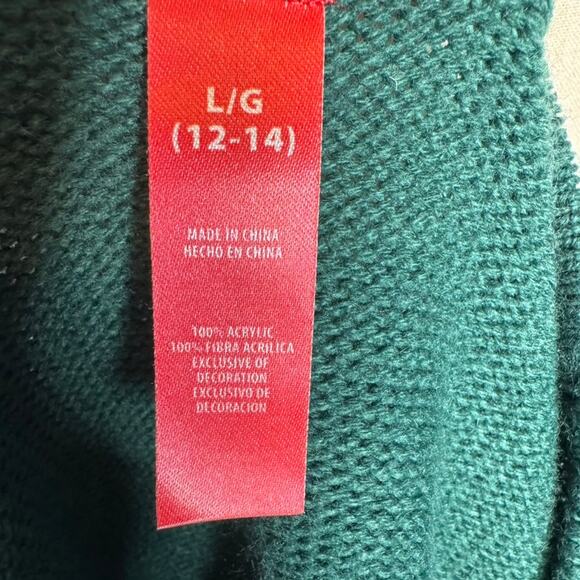 L/G
(12-14)
MADE IN CHINA
HECHO EN CHINA
100% ACRYLIC
100% FIBRA ACRILICA
EXCLUSIVE OF
DECORATION
EXCLUSIVO DE
DECORACION